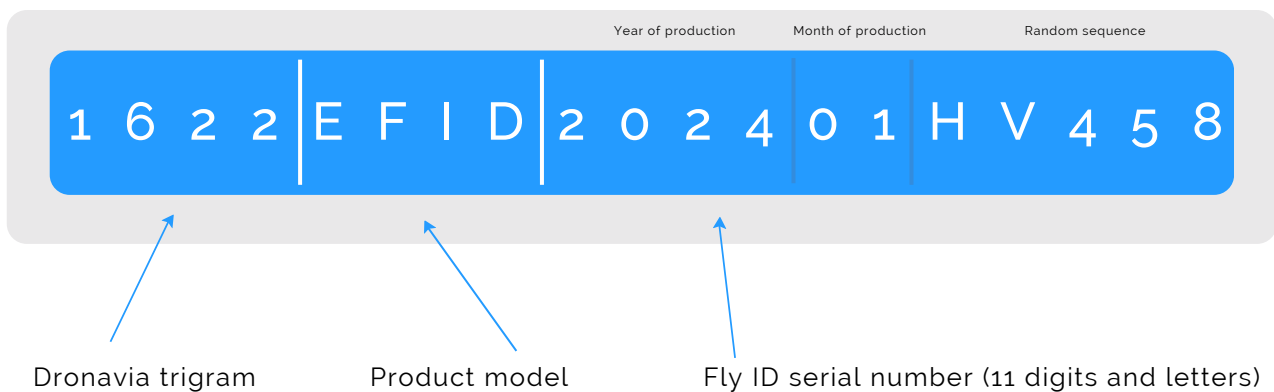 Year of production Month of production Random sequence
1 6 2 2 E F I D 2 0 2 4 0 1 H V 4 5 8
Dronavia trigram Product model Fly ID serial number (11 digits and letters)